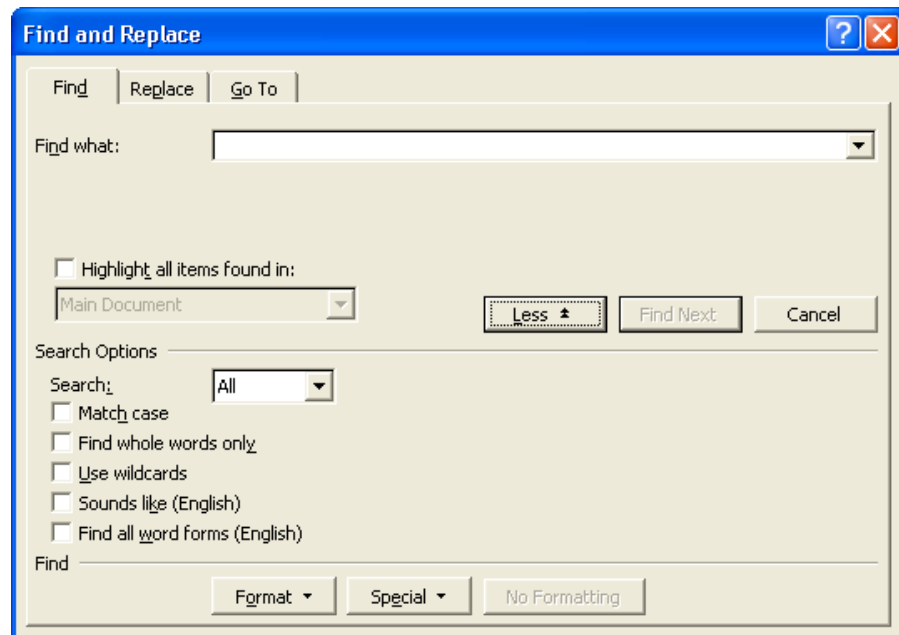 Find and Replace
Find Replace Go To
Find what:
Highlight all items found in:
Main Document
Less Find Next Cancel
Search Options
Search: All
Match case
Find whole words only
Use wildcards
Sounds like (English)
Find all word forms (English)
Find
Format Special No Formatting